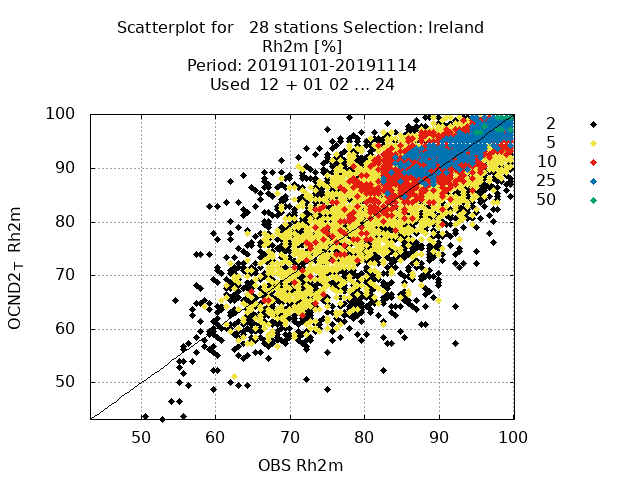 Scatterplot for 28 stations Selection: Ireland
Rh2m [%]
Period: 20191101-20191114
Used 12 + 01 02 ... 24
100
90
80
70
60
50
OCND2_T Rh2m
50 60 70 80 90 100
OBS Rh2m
2
5
10
25
50